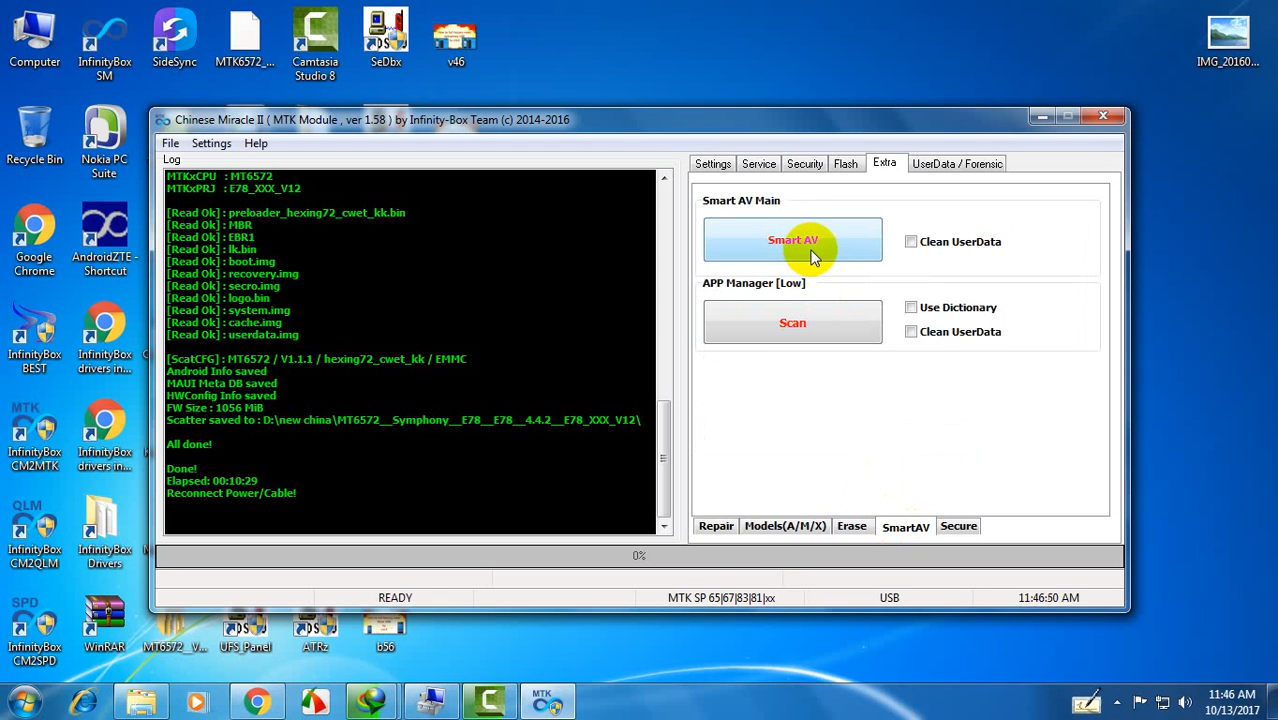 Computer
InfinityBox
SM
SideSync
MTK6572_...
Camtasia
Studio 8
SeDbx
v46
IMG_20160...
Recycle Bin
Nokia PC
Suite
Google
Chrome
AndroidZTE -
Shortcut
InfinityBox
BEST
InfinityBox
drivers in...
MTK
InfinityBox
CM2MTK
InfinityBox
drivers in...
QLM
InfinityBox
CM2QLM
InfinityBox
Drivers
SPD
InfinityBox
CM2SPD
WinRAR
MT6572__V...
UFS_Panel
ATRz
b56
Chinese Miracle II ( MTK Module , ver 1.58 ) by Infinity-Box Team (c) 2014-2016
File Settings Help
Log
MTKxCPU : MT6572
MTKxPRJ : E78_XXX_V12
[Read Ok] : preloader_hexing72_cwet_kk.bin
[Read Ok] : MBR
[Read Ok] : EBR1
[Read Ok] : lk.bin
[Read Ok] : boot.img
[Read Ok] : recovery.img
[Read Ok] : secro.img
[Read Ok] : logo.bin
[Read Ok] : system.img
[Read Ok] : cache.img
[Read Ok] : userdata.img
[ScatCFG] : MT6572 / V1.1.1 / hexing72_cwet_kk / EMMC
Android Info saved
MAUI Meta DB saved
HWConfig Info saved
FW Size : 1056 MiB
Scatter saved to : D:\new china\MT6572__Symphony__E78__E78__4.4.2__E78_XXX_V12\
All done!
Done!
Elapsed: 00:10:29
Reconnect Power/Cable!
Settings Service Security Flash Extra UserData / Forensic
Smart AV Main
Smart AV
Clean UserData
APP Manager [Low]
Scan
Use Dictionary
Clean UserData
Repair Models(A/M/X) Erase SmartAV Secure
0%
READY MTK SP 65|67|83|81|xx USB 11:46:50 AM
MTK
11:46 AM
10/13/2017